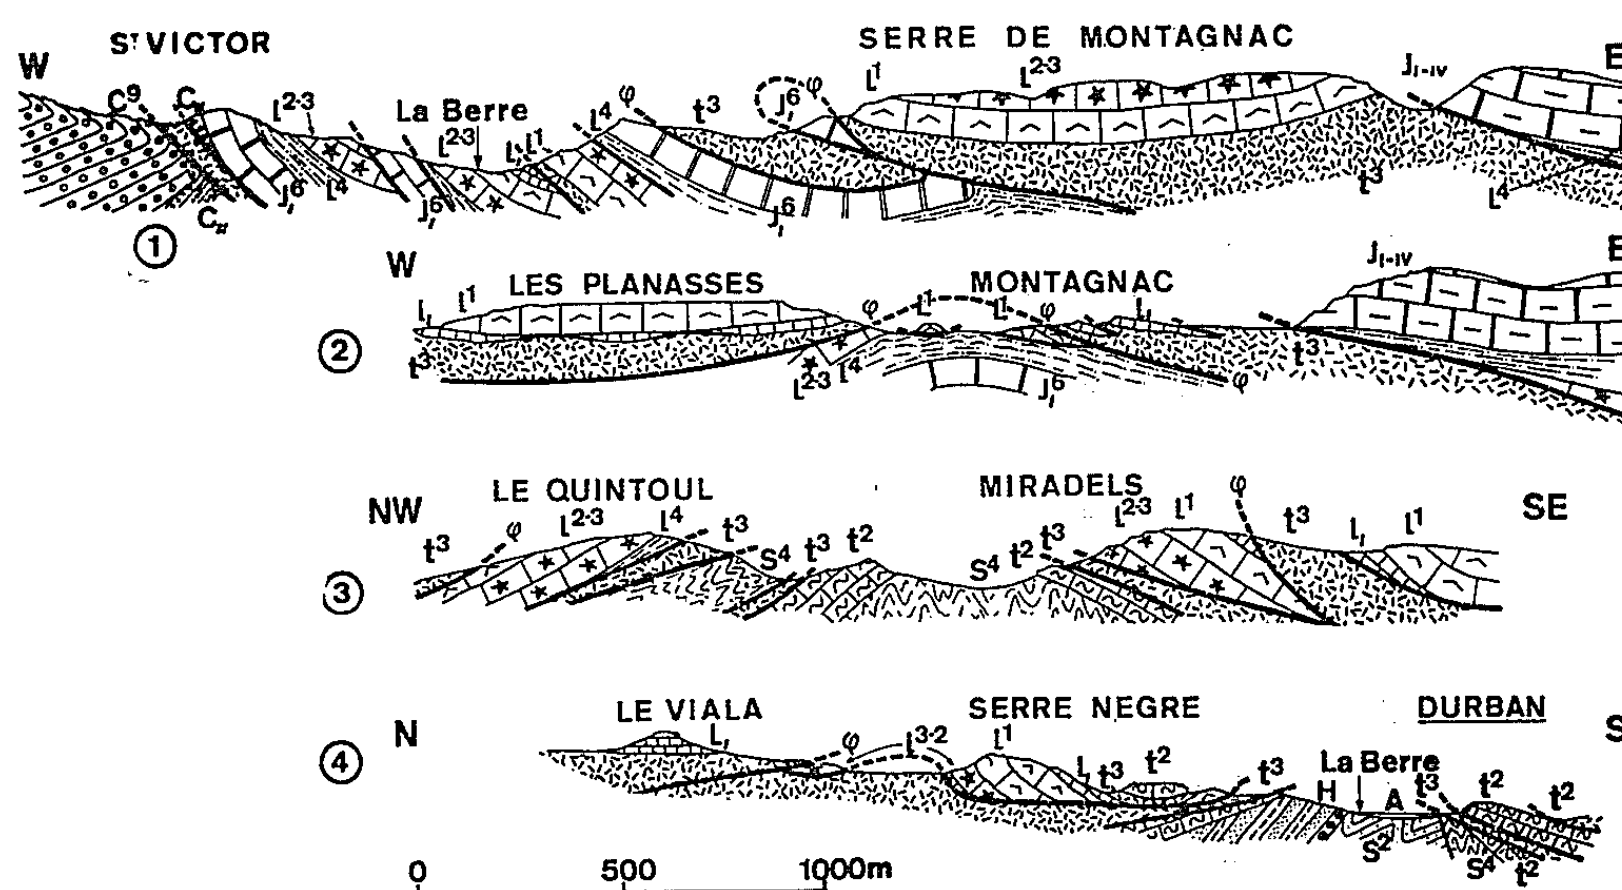 Sᵗ VICTOR
SERRE DE MONTAGNAC
W
E
C⁹
l²⁻³
La Berre
l²⁻³
l¹
l⁴
φ
t³
J⁶
φ
l¹
l²⁻³
J I-IV
J⁶
l⁴
J⁶
J⁶
t³
L⁴
1
W
E
LES PLANASSES
MONTAGNAC
J I-IV
l¹
φ
l¹
l¹
φ
2
t³
l²⁻³
l⁴
J⁶
φ
t³
NW
LE QUINTOUL
MIRADELS
SE
t³
φ
l²⁻³
l⁴
t³
S⁴
t³
t²
S⁴
t²
t³
l²⁻³
l¹
φ
t³
l¹
3
N
LE VIALA
SERRE NEGRE
DURBAN
S
φ
l³⁻²
l¹
t³
t²
t³
La Berre
H
A
t³
t²
t²
4
S²
S⁴
t²
0
500
1000m